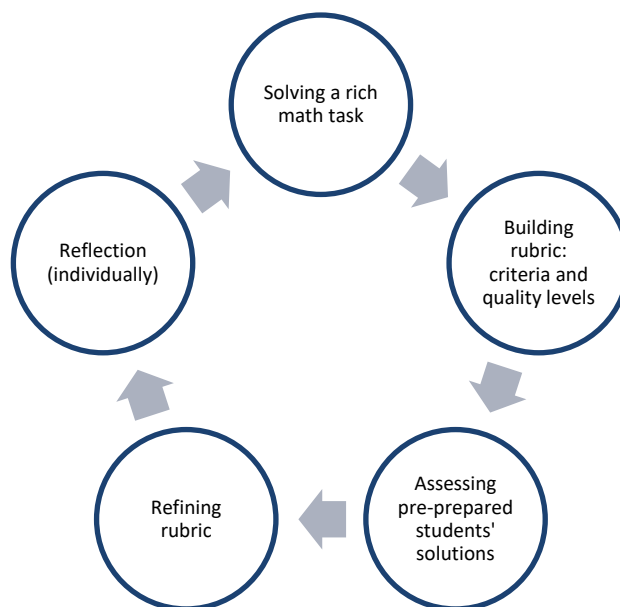 Solving a rich
math task
Building
rubric:
criteria and
quality levels
Assessing
pre-prepared
students'
solutions
Refining
rubric
Reflection
(individually)